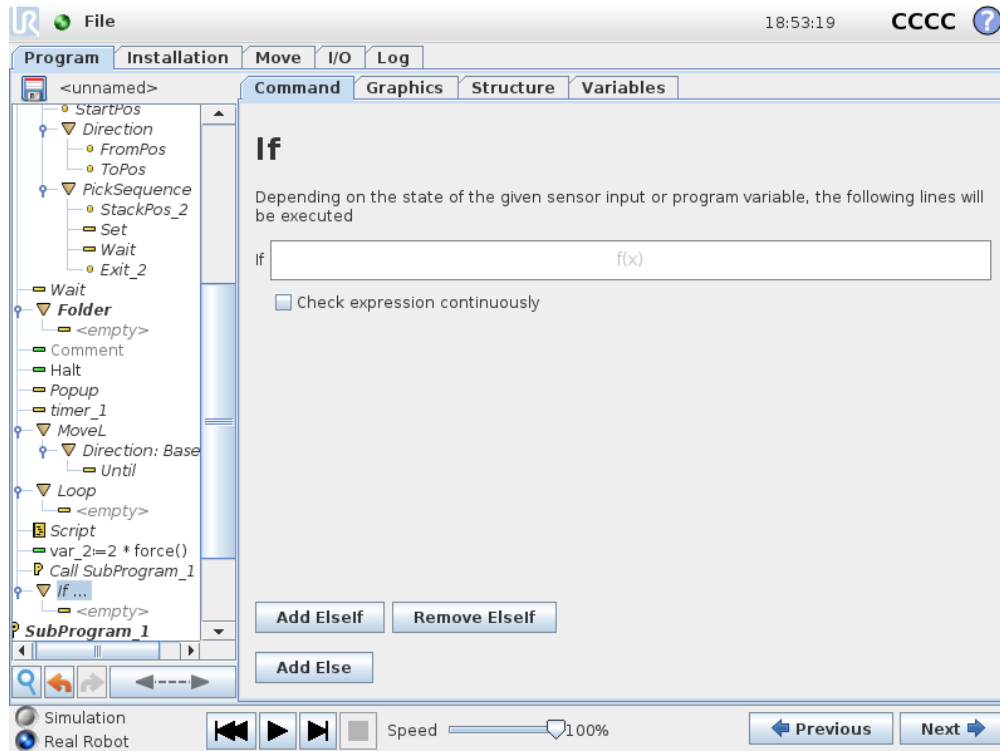 UR File 18:53:19 CCCC ?
Program Installation Move I/O Log
<unnamed>
Command Graphics Structure Variables
StartPos
Direction
FromPos
ToPos
PickSequence
StackPos_2
Set
Wait
Exit_2
Wait
Folder
<empty>
Comment
Halt
Popup
timer_1
MoveL
Direction: Base
Until
Loop
<empty>
Script
var_2:=2 * force()
P Call SubProgram_1
If ...
<empty>
P SubProgram_1
If
Depending on the state of the given sensor input or program variable, the following lines will
be executed
If f(x)
Check expression continuously
Add ElseIf Remove ElseIf
Add Else
Simulation
Real Robot
Speed 100%
Previous Next